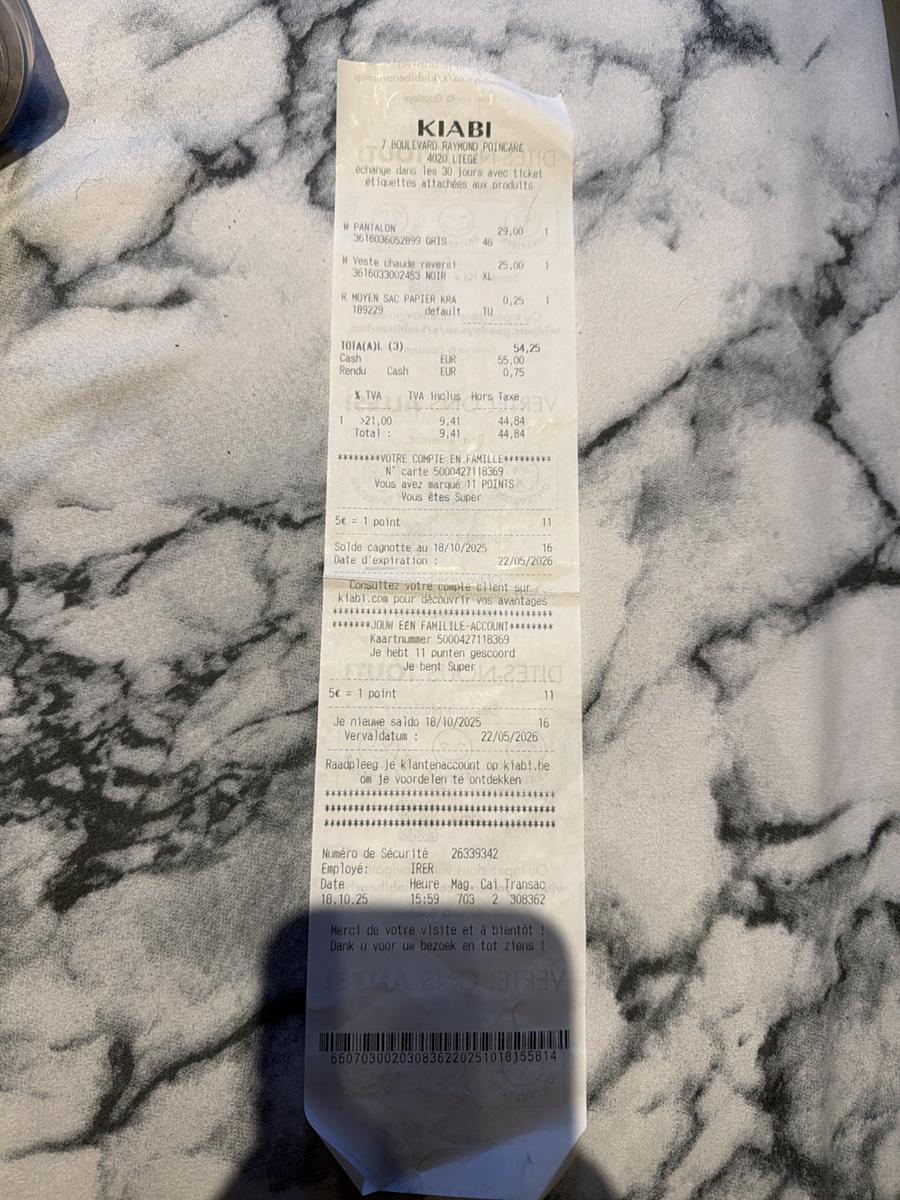 KIABI
7 BOULEVARD RAYMOND POINCARE
4020 LIEGE
échange dans les 30 jours avec ticket
étiquettes attachées aux produits
W PANTALON 29,00 1
3616036052899 GRIS 46
W Veste chaude reversi 25,00 1
3616033002453 NOIR XL
R MOYEN SAC PAPIER KRA 0,25 1
189229 default TU
TOTA(A)L (3) 54,25
Cash EUR 55,00
Rendu Cash EUR 0,75
% TVA TVA inclus Hors Taxe
1 >21,00 9,41 44,84
Total : 9,41 44,84
********VOTRE COMPTE EN FAMILLE********
N° carte 5000427118369
Vous avez marqué 11 POINTS
Vous êtes Super
5€ = 1 point 11
Solde cagnotte au 18/10/2025 16
Date d'expiration : 22/05/2026
Consultez votre compte client sur
kiabi.com pour découvrir vos avantages
***************************************
*******JOUW EEN FAMILILE-ACCOUNT*******
Kaartnummer 5000427118369
Je hebt 11 punten gescoord
Je bent Super
5€ = 1 point 11
Je nieuwe saldo 18/10/2025 16
Vervaldatum : 22/05/2026
Raadpleeg je klantenaccount op kiabi.be
om je voordelen te ontdekken
***************************************
***************************************
***************************************
Numéro de Sécurité 26339342
Employé: IRER
Date Heure Mag. Cai Transac
18.10.25 15:59 703 2 308362
Merci de votre visite et à bientôt !
Dank u voor uw bezoek en tot ziens !
66070300203083622025101815​5814